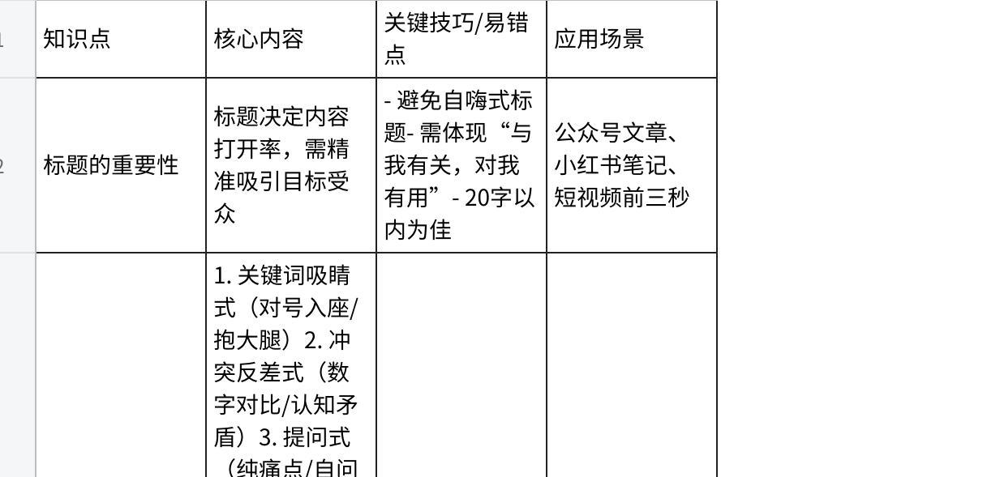 1
知识点
核心内容
关键技巧/易错
点
应用场景
2
标题的重要性
标题决定内容
打开率，需精
准吸引目标受
众
- 避免自嗨式标
题- 需体现“与
我有关，对我
有用”- 20字以
内为佳
公众号文章、
小红书笔记、
短视频前三秒
1. 关键词吸睛
式（对号入座/
抱大腿）2. 冲
突反差式（数
字对比/认知矛
盾）3. 提问式
（纯痛点/自问